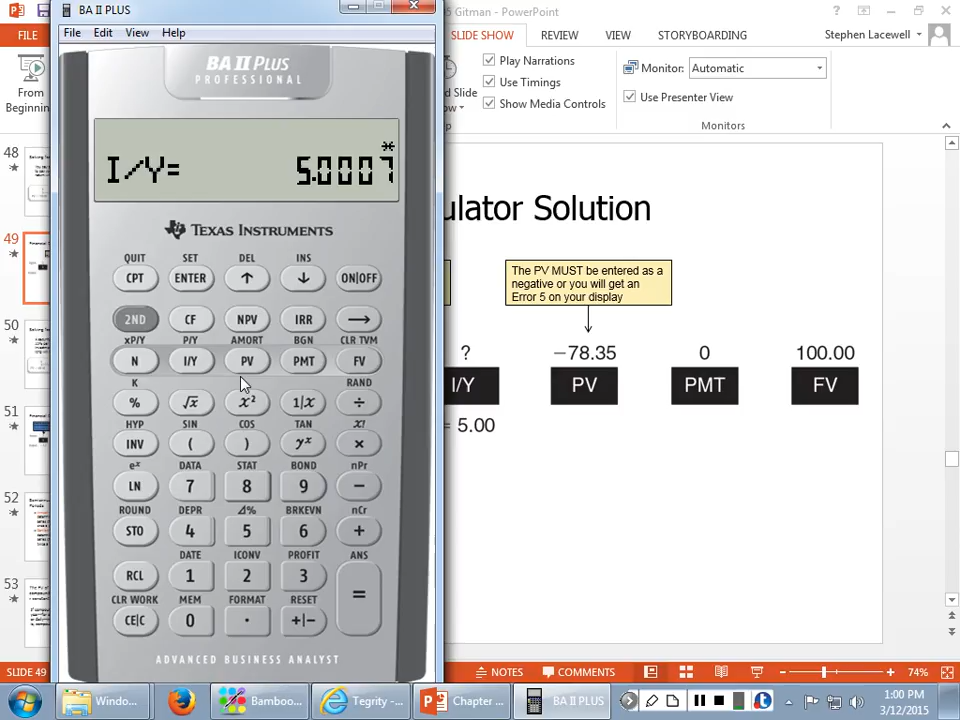 BA II PLUS
File Edit View Help
BA II PLUS
PROFESSIONAL
I/Y= 5.0007
*
TEXAS INSTRUMENTS
QUIT SET DEL INS
CPT ENTER ↑ ↓ ON|OFF
2ND CF NPV IRR →
xP/Y P/Y AMORT BGN CLR TVM
N I/Y PV PMT FV
K RAND
% √x x² 1|x ÷
HYP SIN COS TAN X!
INV ( ) yˣ ×
eˣ DATA STAT BOND nPr
LN 7 8 9 −
ROUND DEPR Δ% BRKEVN nCr
STO 4 5 6 +
DATE ICONV PROFIT ANS
RCL 1 2 3 =
CLR WORK MEM FORMAT RESET
CE|C 0 . +|−
ADVANCED BUSINESS ANALYST
Gitman - PowerPoint
FILE SLIDE SHOW REVIEW VIEW STORYBOARDING Stephen Lacewell
From
Beginnin
Play Narrations
Use Timings
Show Media Controls
Monitor: Automatic
Use Presenter View
Monitors
48
49
50
51
52
53
ulator Solution
The PV MUST be entered as a
negative or you will get an
Error 5 on your display
? −78.35 0 100.00
I/Y PV PMT FV
= 5.00
SLIDE 49 NOTES COMMENTS 74%
Windo... Bamboo... Tegrity -... Chapter ... BA II PLUS
1:00 PM
3/12/2015